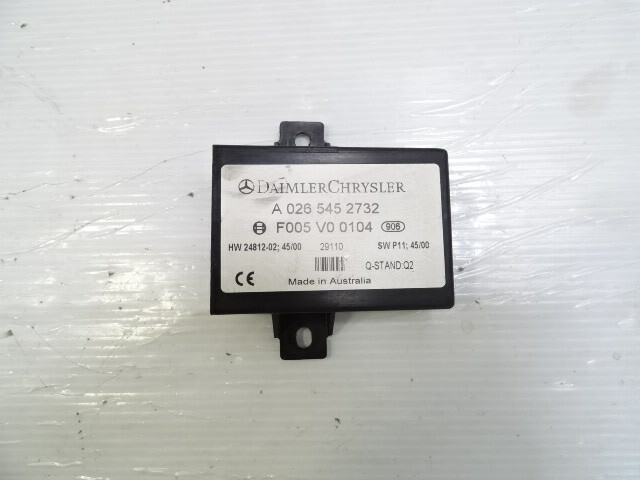 DAIMLERCHRYSLER
A 026 545 2732
F005 V0 0104 906
HW 24812-02; 45/00 29110 SW P11; 45/00
Q-STAND:Q2
CE Made in Australia